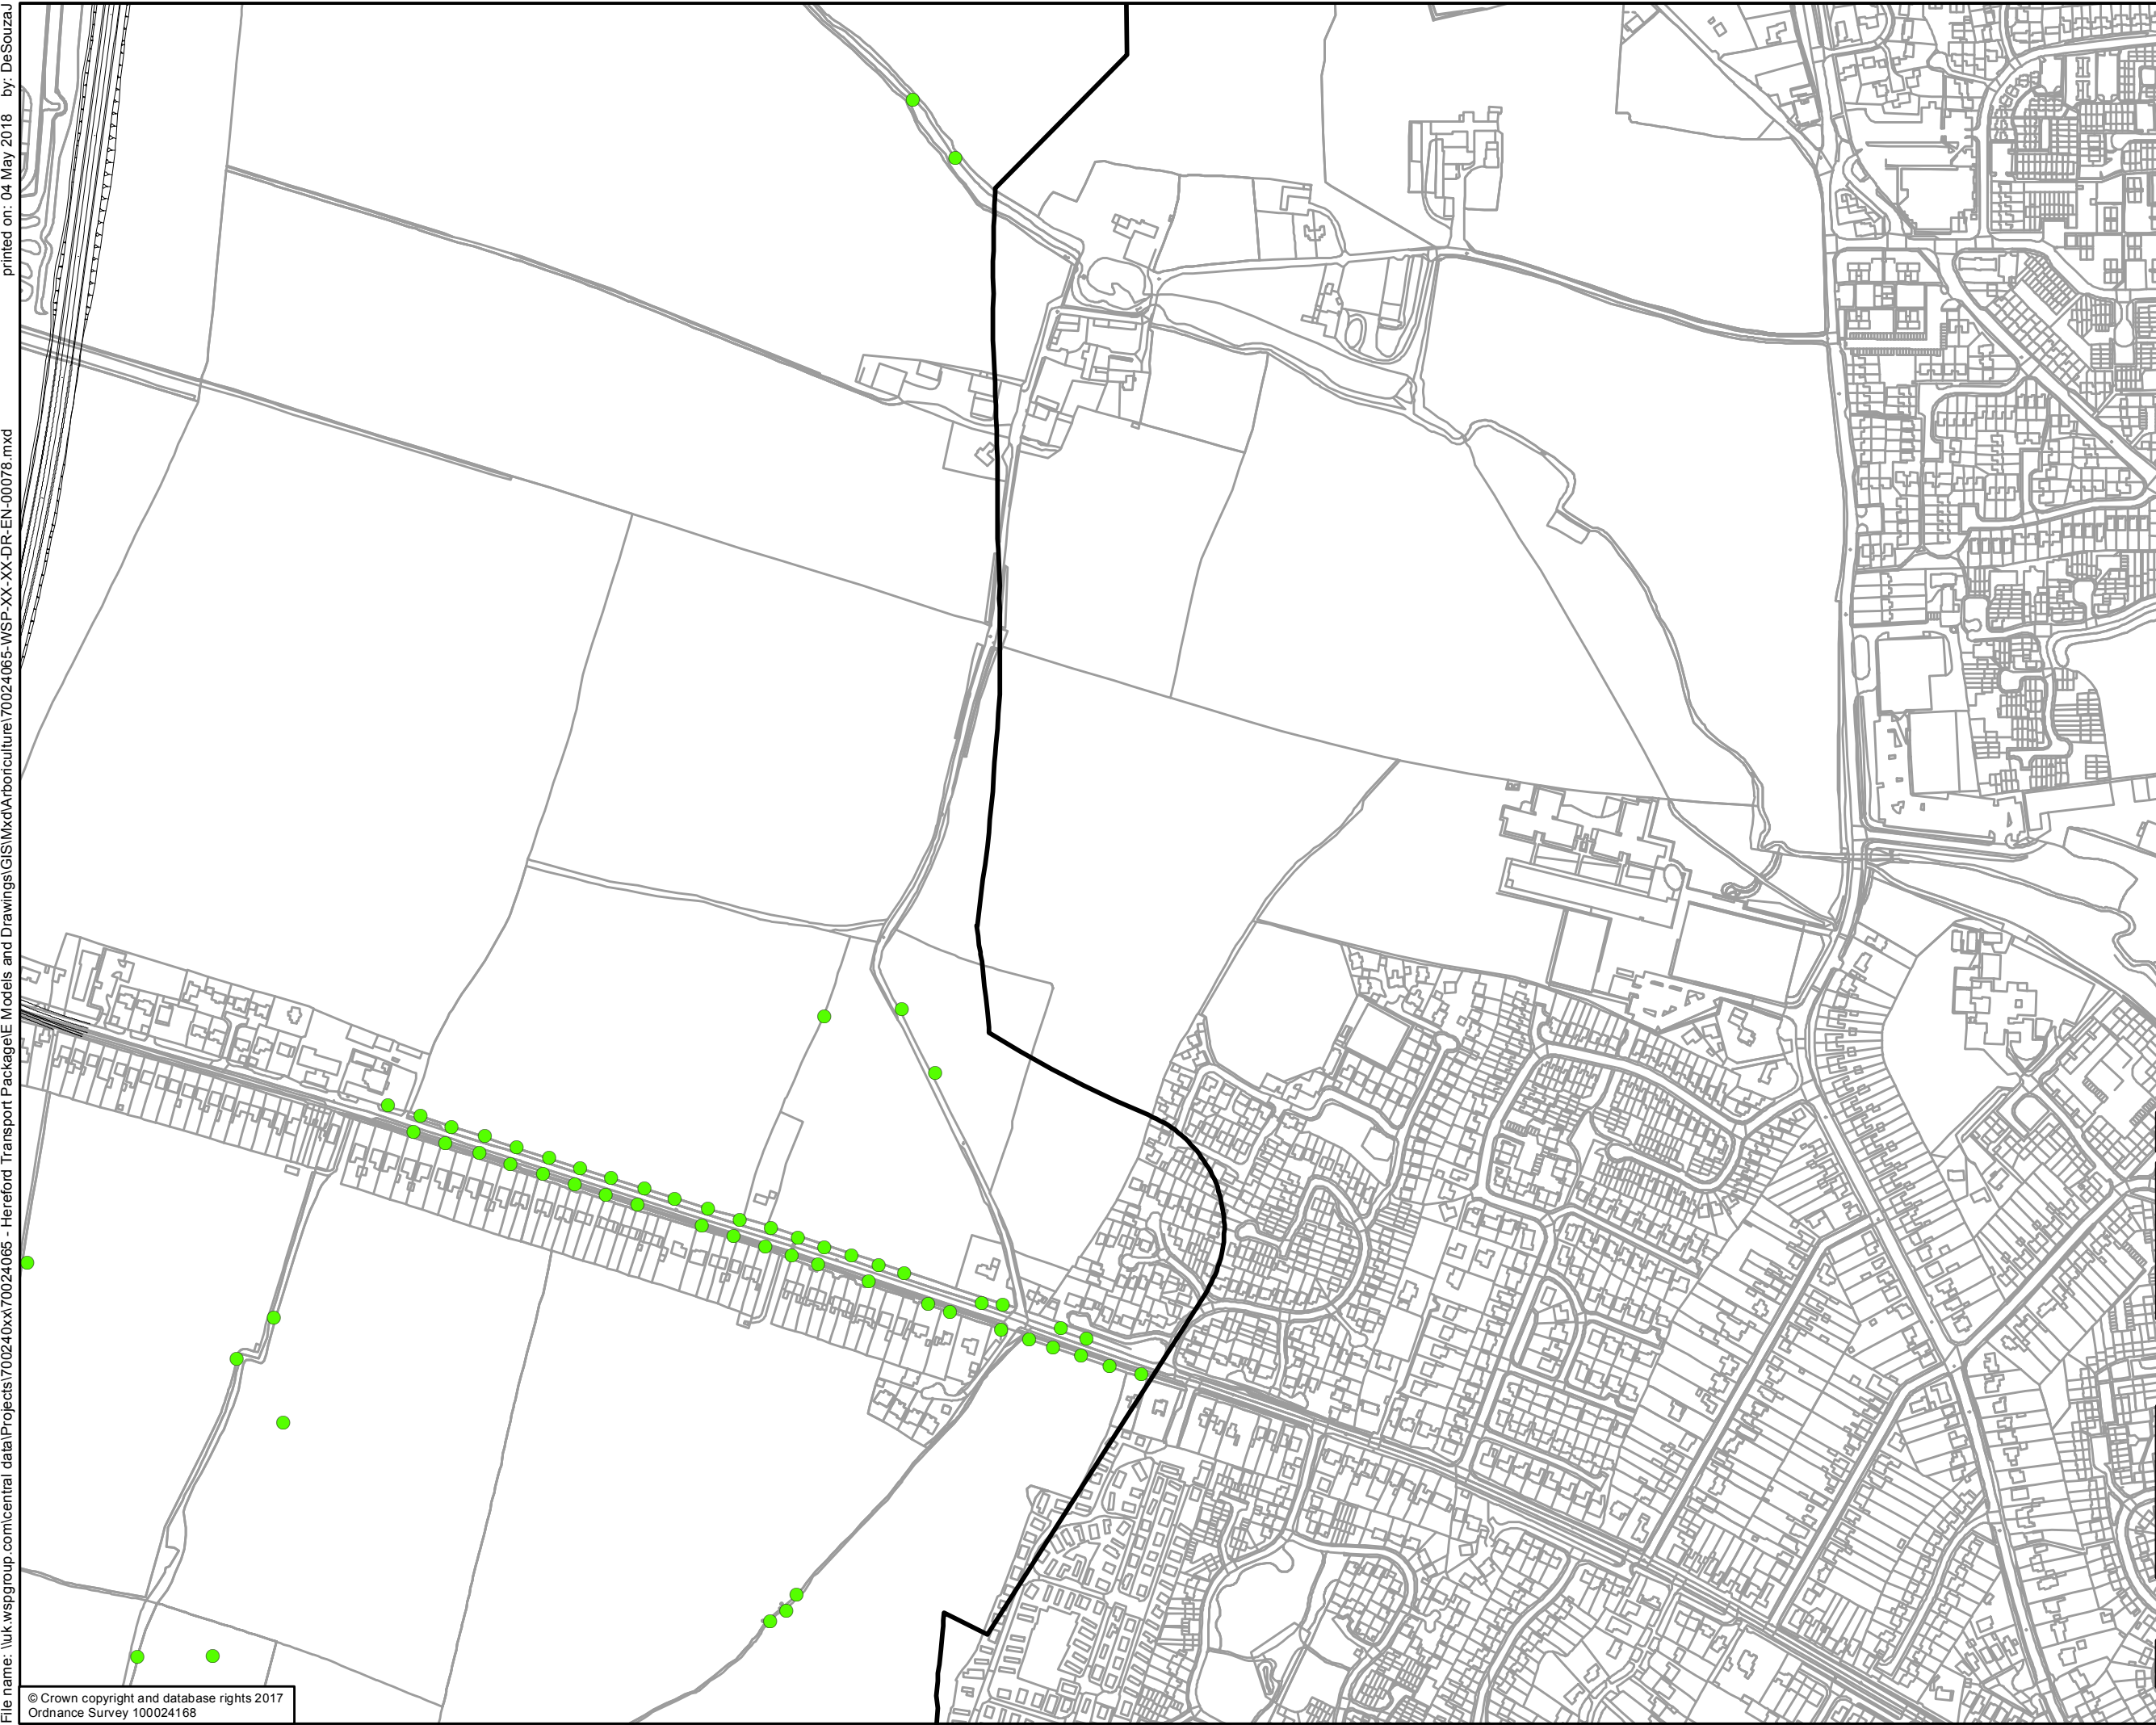 File name: \\uk.wspgroup.com\central data\Projects\700240xx\70024065 - Hereford Transport Package\E Models and Drawings\GIS\Mxd\Arboriculture\70024065-WSP-XX-XX-DR-EN-00078.mxd printed on: 04 May 2018 by: DeSouzaJ
© Crown copyright and database rights 2017
Ordnance Survey 100024168